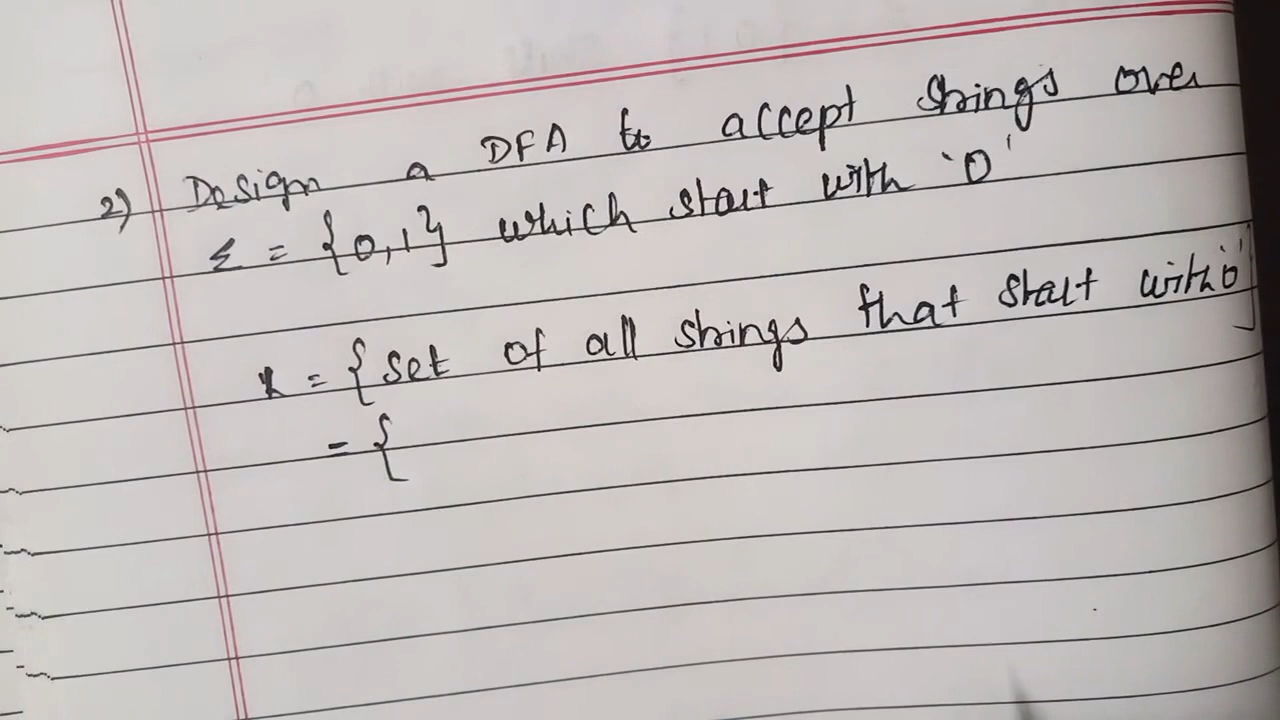 2) Design a DFA to accept strings over
Σ = {0,1} which start with '0'
L = {set of all strings that start with '0'}
= {